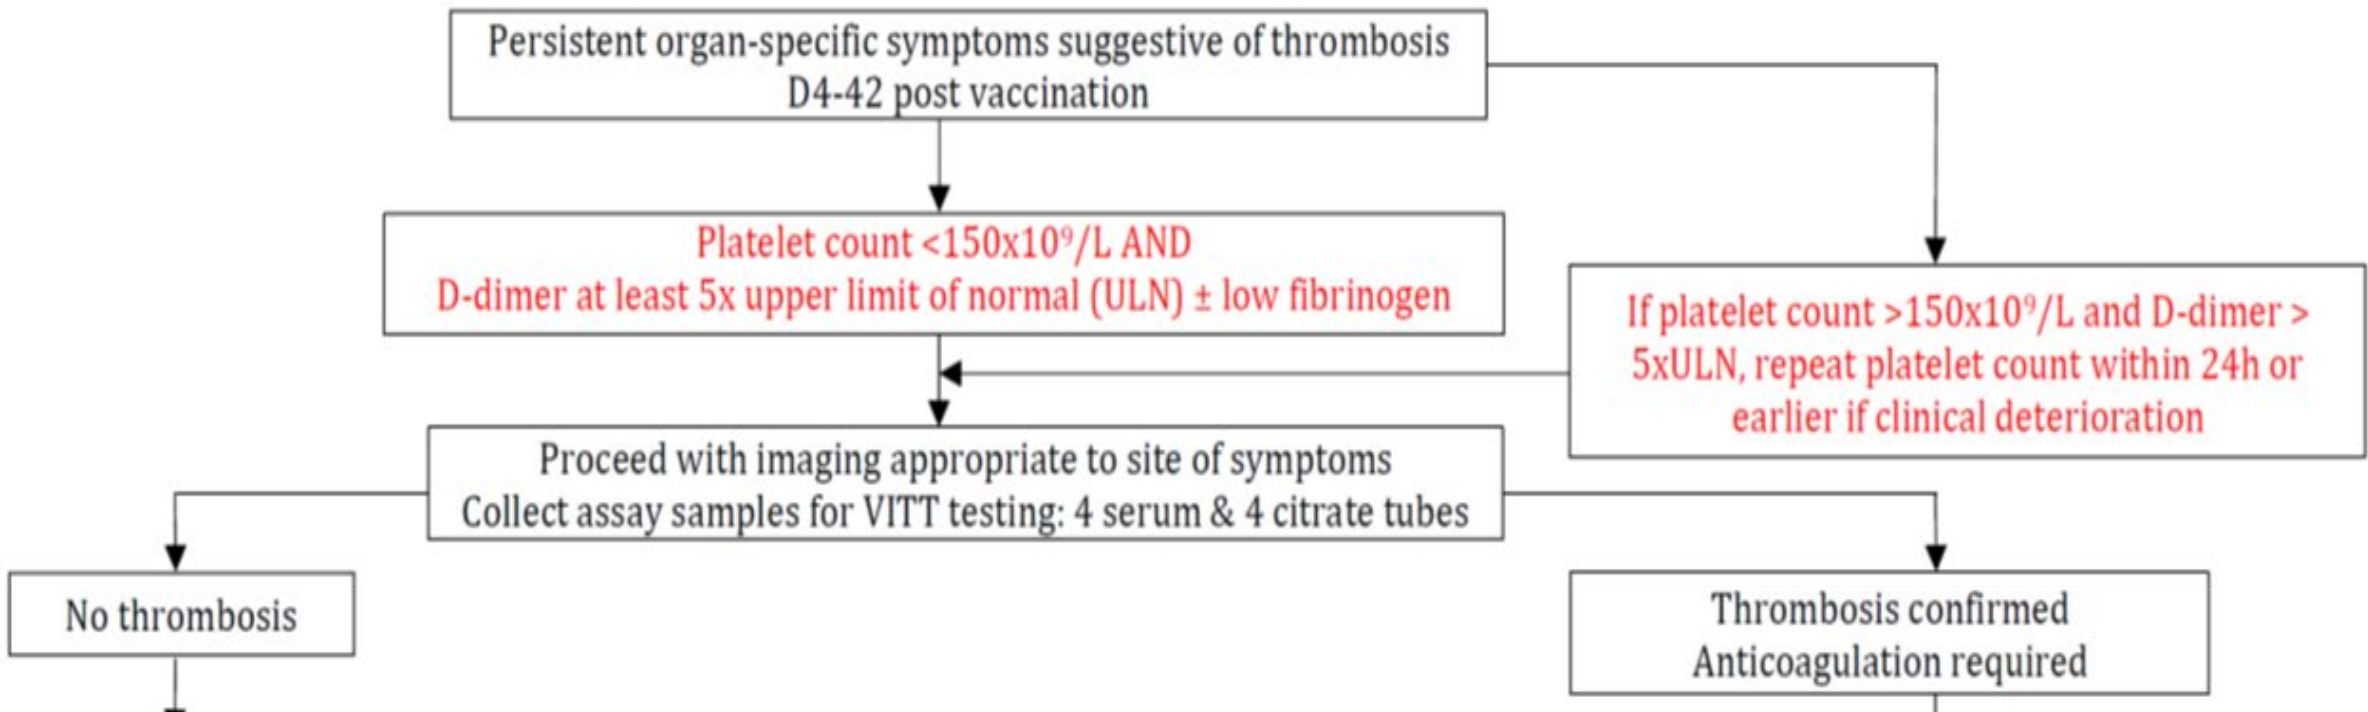 Persistent organ-specific symptoms suggestive of thrombosis
D4-42 post vaccination
Platelet count <150x10⁹/L AND
D-dimer at least 5x upper limit of normal (ULN) ± low fibrinogen
If platelet count >150x10⁹/L and D-dimer >
5xULN, repeat platelet count within 24h or
earlier if clinical deterioration
Proceed with imaging appropriate to site of symptoms
Collect assay samples for VITT testing: 4 serum & 4 citrate tubes
No thrombosis
Thrombosis confirmed
Anticoagulation required